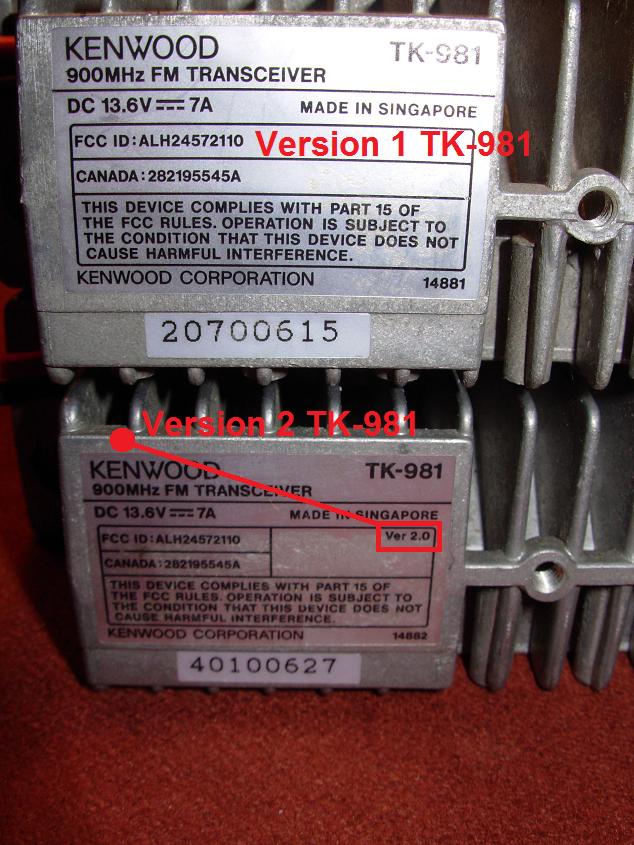 KENWOOD TK-981
900MHz FM TRANSCEIVER
DC 13.6V 7A MADE IN SINGAPORE
FCC ID:ALH24572110
Version 1 TK-981
CANADA:282195545A
THIS DEVICE COMPLIES WITH PART 15 OF
THE FCC RULES. OPERATION IS SUBJECT TO
THE CONDITION THAT THIS DEVICE DOES NOT
CAUSE HARMFUL INTERFERENCE.
KENWOOD CORPORATION 14881
20700615
Version 2 TK-981
KENWOOD TK-981
900MHz FM TRANSCEIVER
DC 13.6V 7A MADE IN SINGAPORE
FCC ID:ALH24572110 Ver 2.0
CANADA:282195545A
THIS DEVICE COMPLIES WITH PART 15 OF
THE FCC RULES. OPERATION IS SUBJECT TO
THE CONDITION THAT THIS DEVICE DOES NOT
CAUSE HARMFUL INTERFERENCE.
KENWOOD CORPORATION 14882
40100627